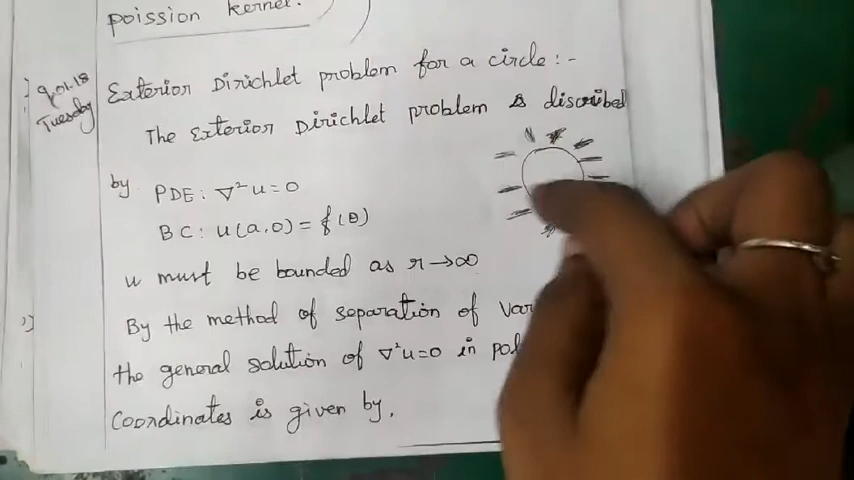 poission kernel.
9.01.18
Tuesday
Exterior Dirichlet problem for a circle:-
The Exterior Dirichlet problem is discribed
by PDE: ∇²u=0
BC: u(a,θ) = f(θ)
u must be bounded as r→∞
By the method of separation of
the general solution of ∇²u=0 in
Coordinates is given by,